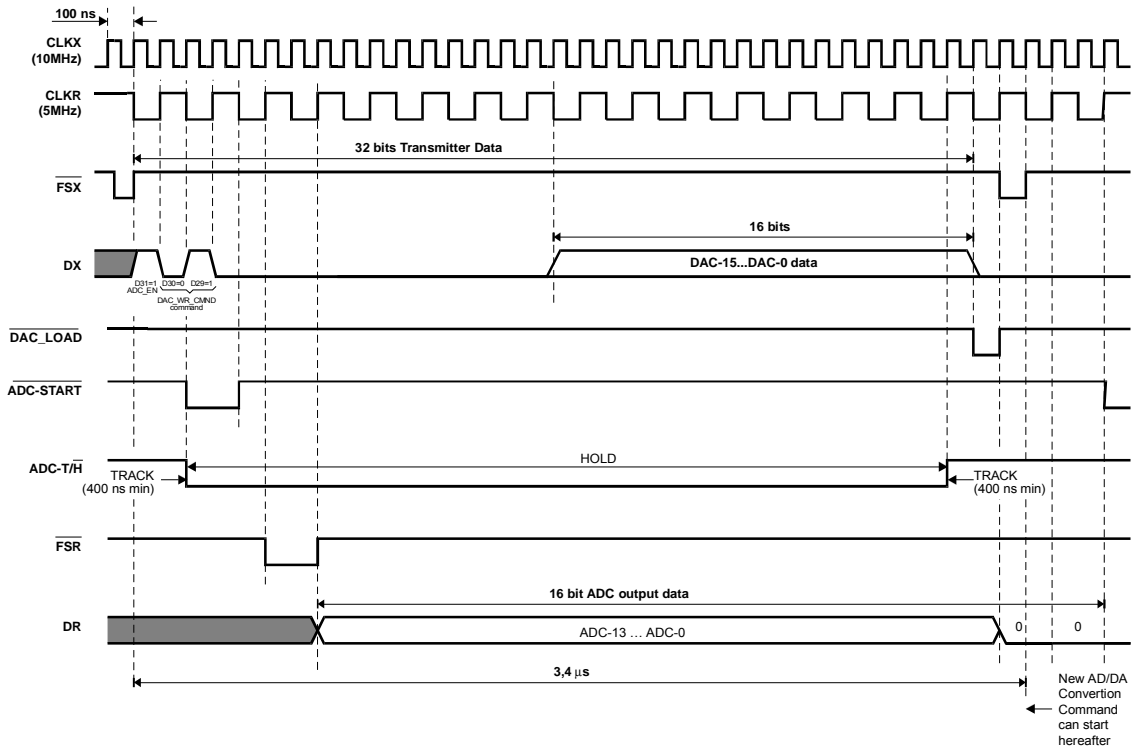 100 ns
CLKX
(10MHz)
CLKR
(5MHz)
32 bits Transmitter Data
FSX
16 bits
DX
DAC-15...DAC-0 data
D31=1
ADC_EN
D30=0
D29=1
DAC_WR_CMND
command
DAC_LOAD
ADC-START
HOLD
ADC-T/H
TRACK
(400 ns min)
TRACK
(400 ns min)
FSR
16 bit ADC output data
DR
ADC-13 ... ADC-0
0
0
3,4 µs
New AD/DA
Convertion
Command
can start
hereafter